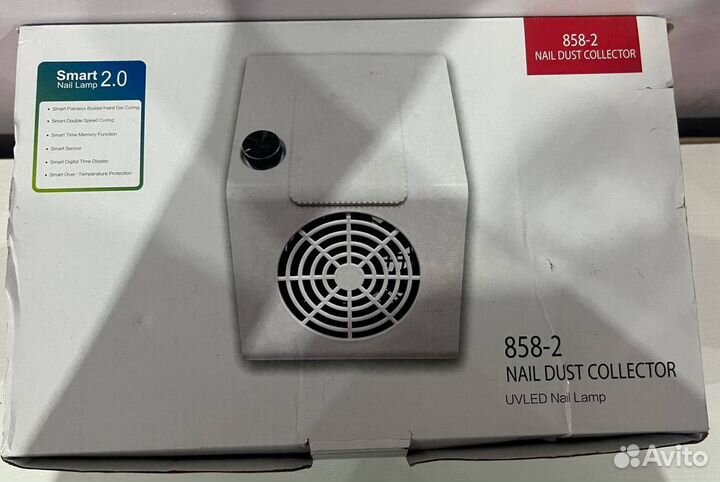 858-2
NAIL DUST COLLECTOR
Smart 2.0
Nail Lamp
Smart Painless Builder/Hard Gel Curing
Smart Double Speed Curing
Smart Time Memory Function
Smart Sensor
Smart Digital Time Display
Smart Over-Temperature Protection
858-2
NAIL DUST COLLECTOR
UVLED Nail Lamp
Avito